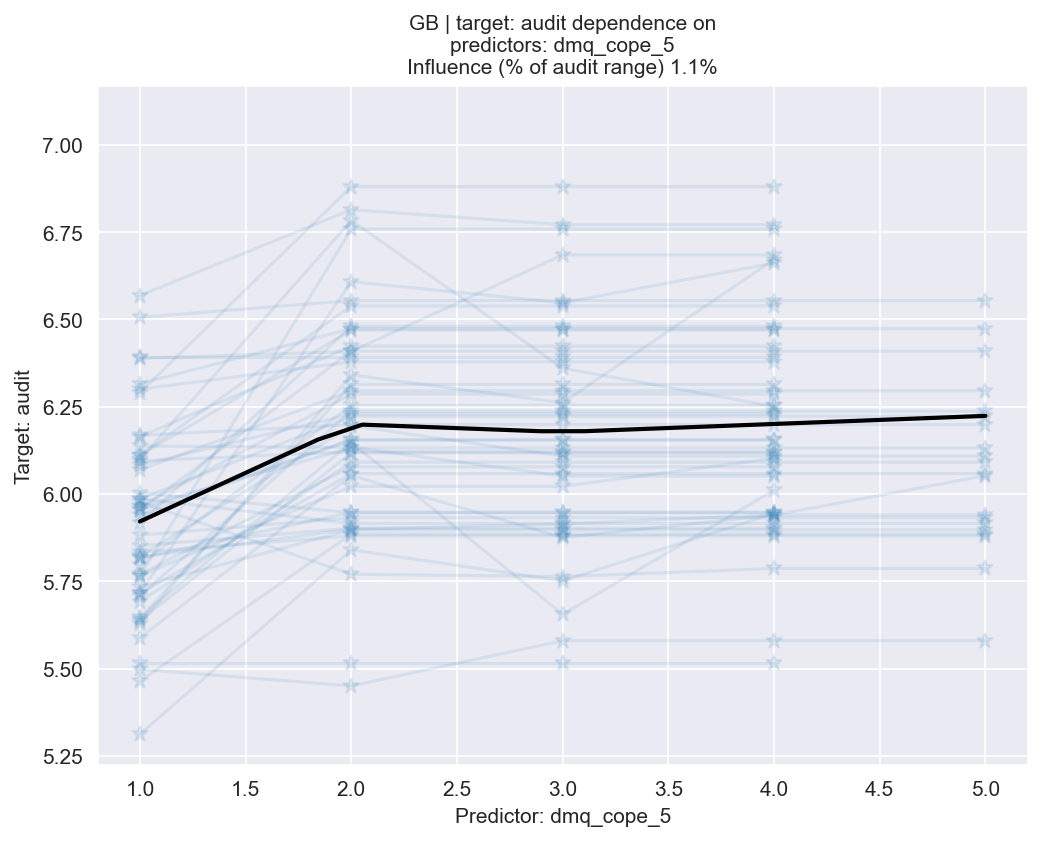 GB | target: audit dependence on
predictors: dmq_cope_5
Influence (% of audit range) 1.1%
7.00
6.75
6.50
6.25
6.00
5.75
5.50
5.25
Target: audit
1.0 1.5 2.0 2.5 3.0 3.5 4.0 4.5 5.0
Predictor: dmq_cope_5